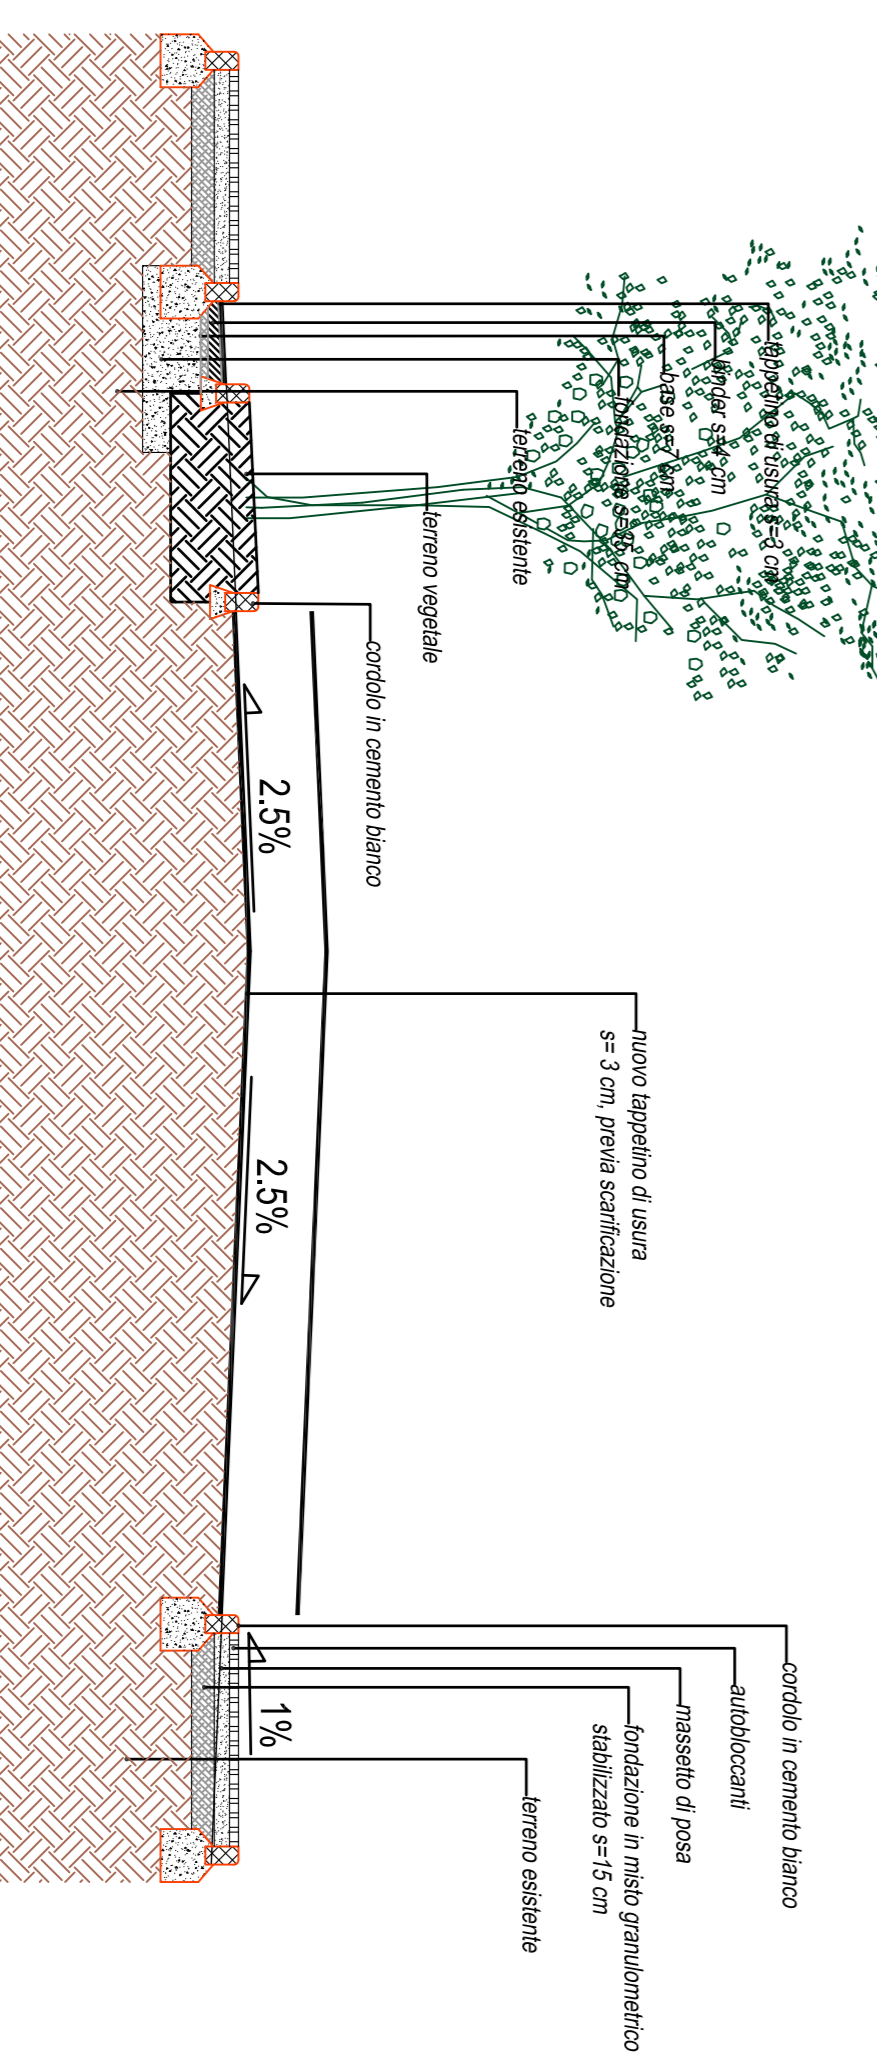 tappetino di usura s=3 cm
binder s=4 cm
base s=7 cm
fondazione s=35 cm
terreno esistente
terreno vegetale
cordolo in cemento bianco
2.5%
nuovo tappetino di usura
s= 3 cm, previa scarificazione
2.5%
cordolo in cemento bianco
autobloccanti
massetto di posa
fondazione in misto granulometrico
stabilizzato s=15 cm
terreno esistente
1%